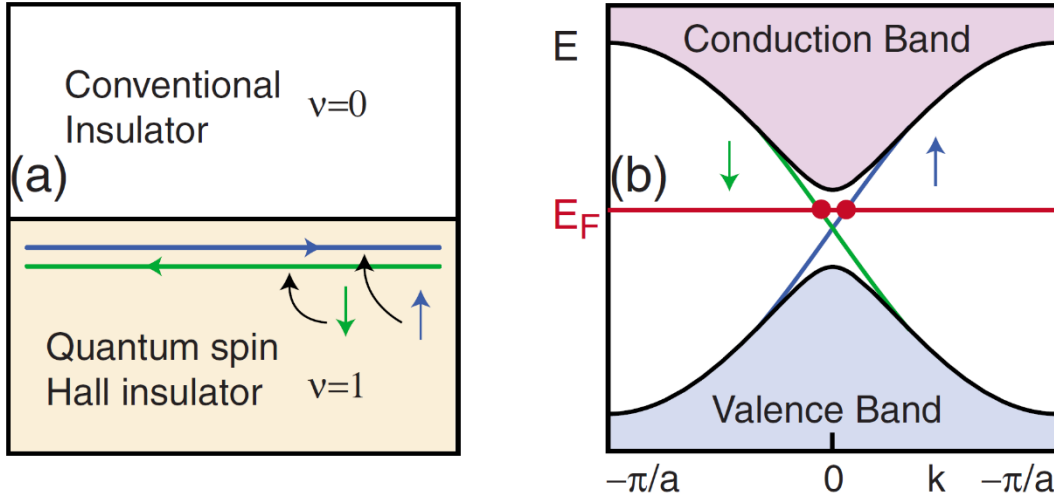 Conventional
Insulator
ν=0
(a)
Quantum spin
Hall insulator
ν=1
E
Conduction Band
(b)
E_F
Valence Band
−π/a 0 k −π/a